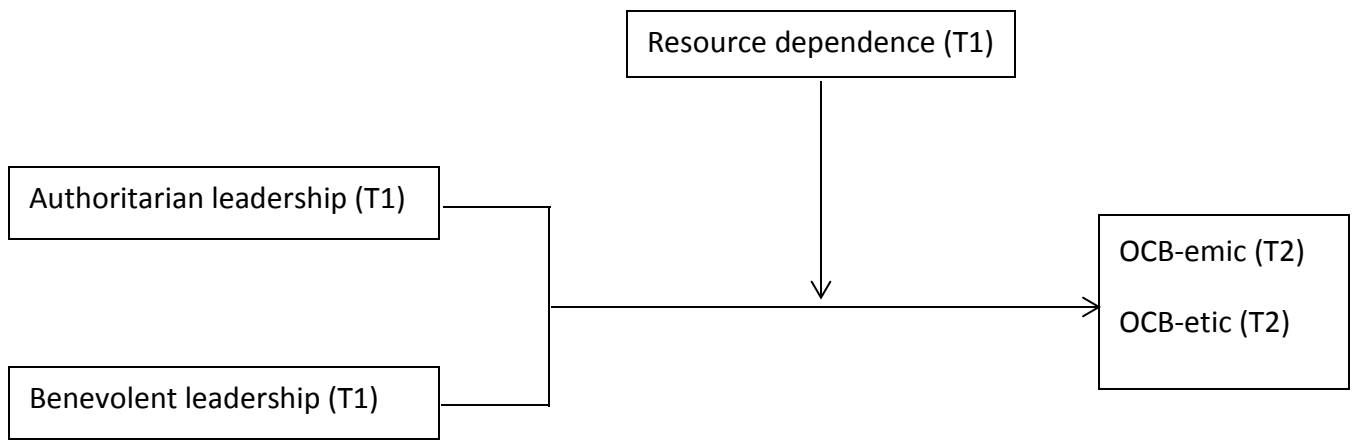 Resource dependence (T1)
Authoritarian leadership (T1)
OCB-emic (T2)
OCB-etic (T2)
Benevolent leadership (T1)